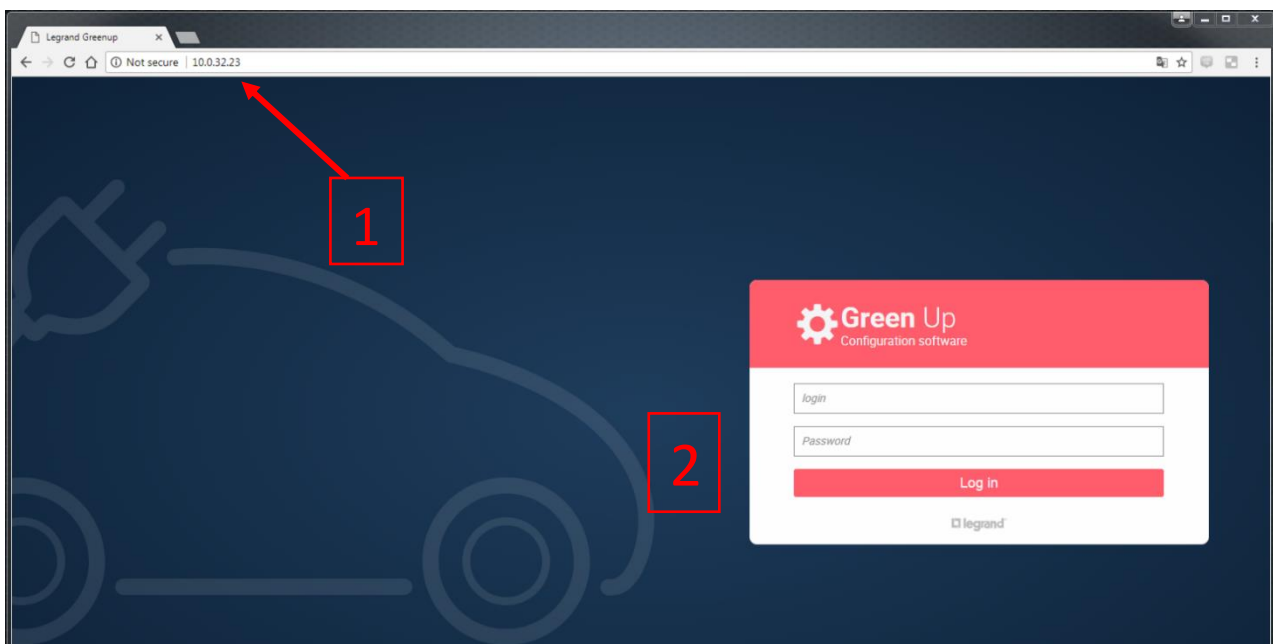 Legrand Greenup
Not secure | 10.0.32.23
1
Green Up
Configuration software
login
2
Password
Log in
legrand